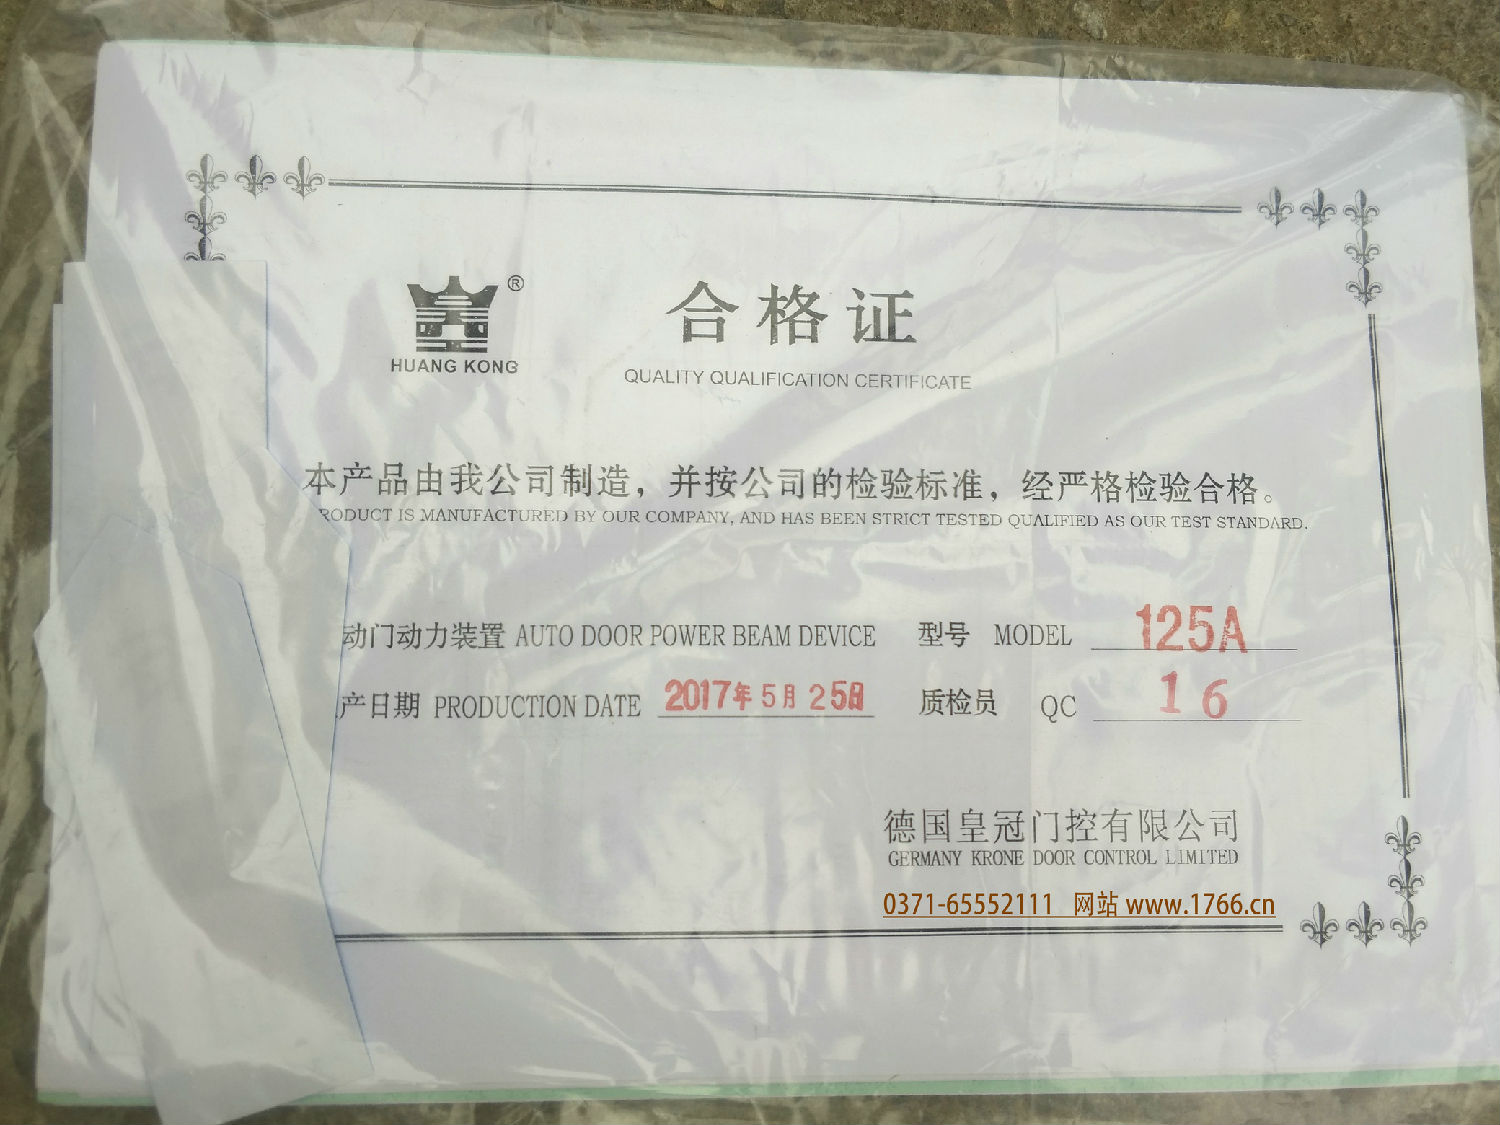 ®
HUANG KONG
合格证
QUALITY QUALIFICATION CERTIFICATE
本产品由我公司制造，并按公司的检验标准，经严格检验合格。
PRODUCT IS MANUFACTURED BY OUR COMPANY, AND HAS BEEN STRICT TESTED QUALIFIED AS OUR TEST STANDARD.
动门动力装置 AUTO DOOR POWER BEAM DEVICE 型号 MODEL 125A
产日期 PRODUCTION DATE 2017年5月25日 质检员 QC 16
德国皇冠门控有限公司
GERMANY KRONE DOOR CONTROL LIMITED
0371-65552111 网站 www.1766.cn